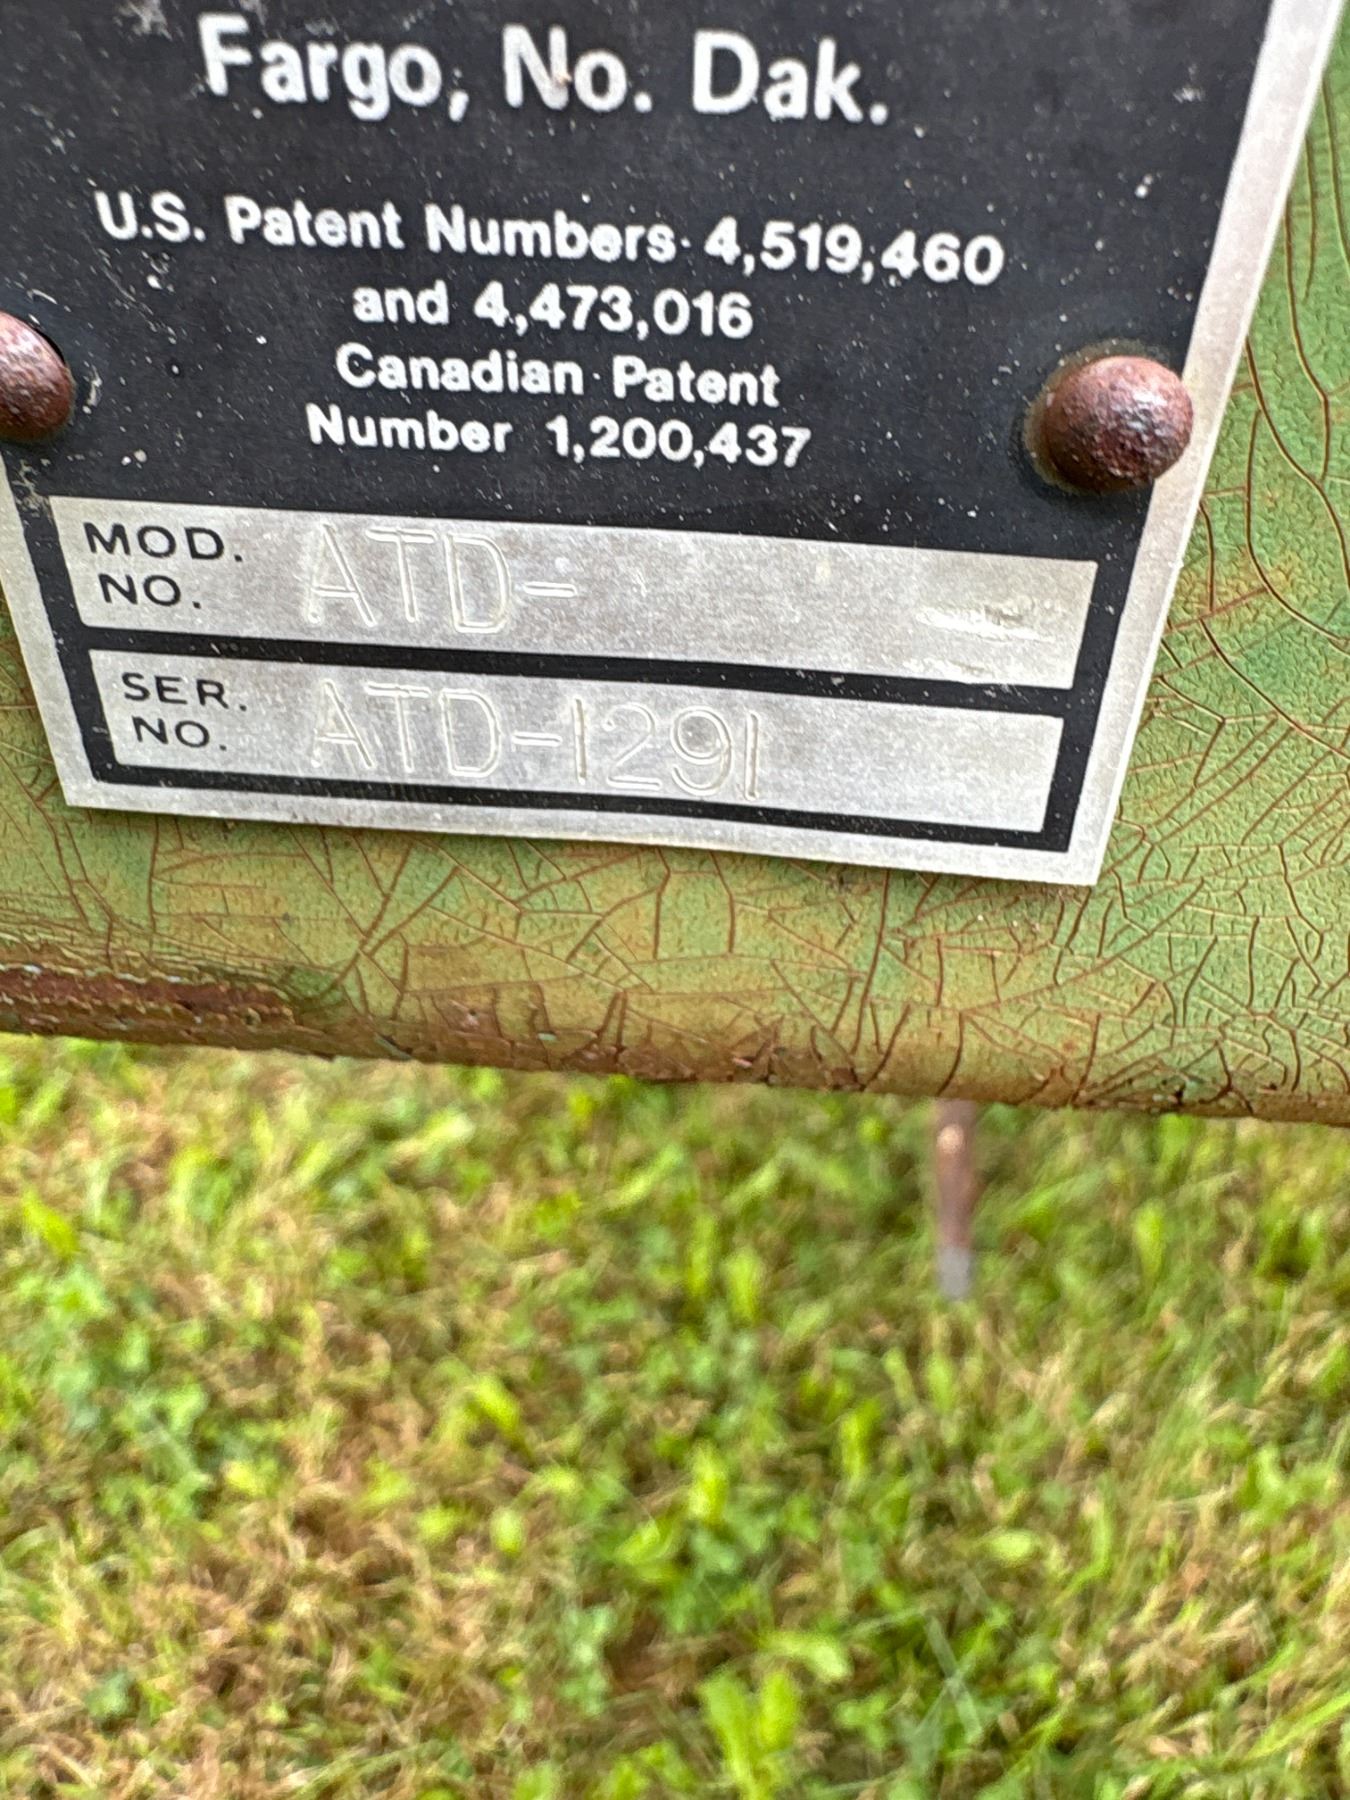 Fargo, No. Dak.
U.S. Patent Numbers 4,519,460
and 4,473,016
Canadian Patent
Number 1,200,437
MOD. NO. ATD-
SER. NO. ATD-1291